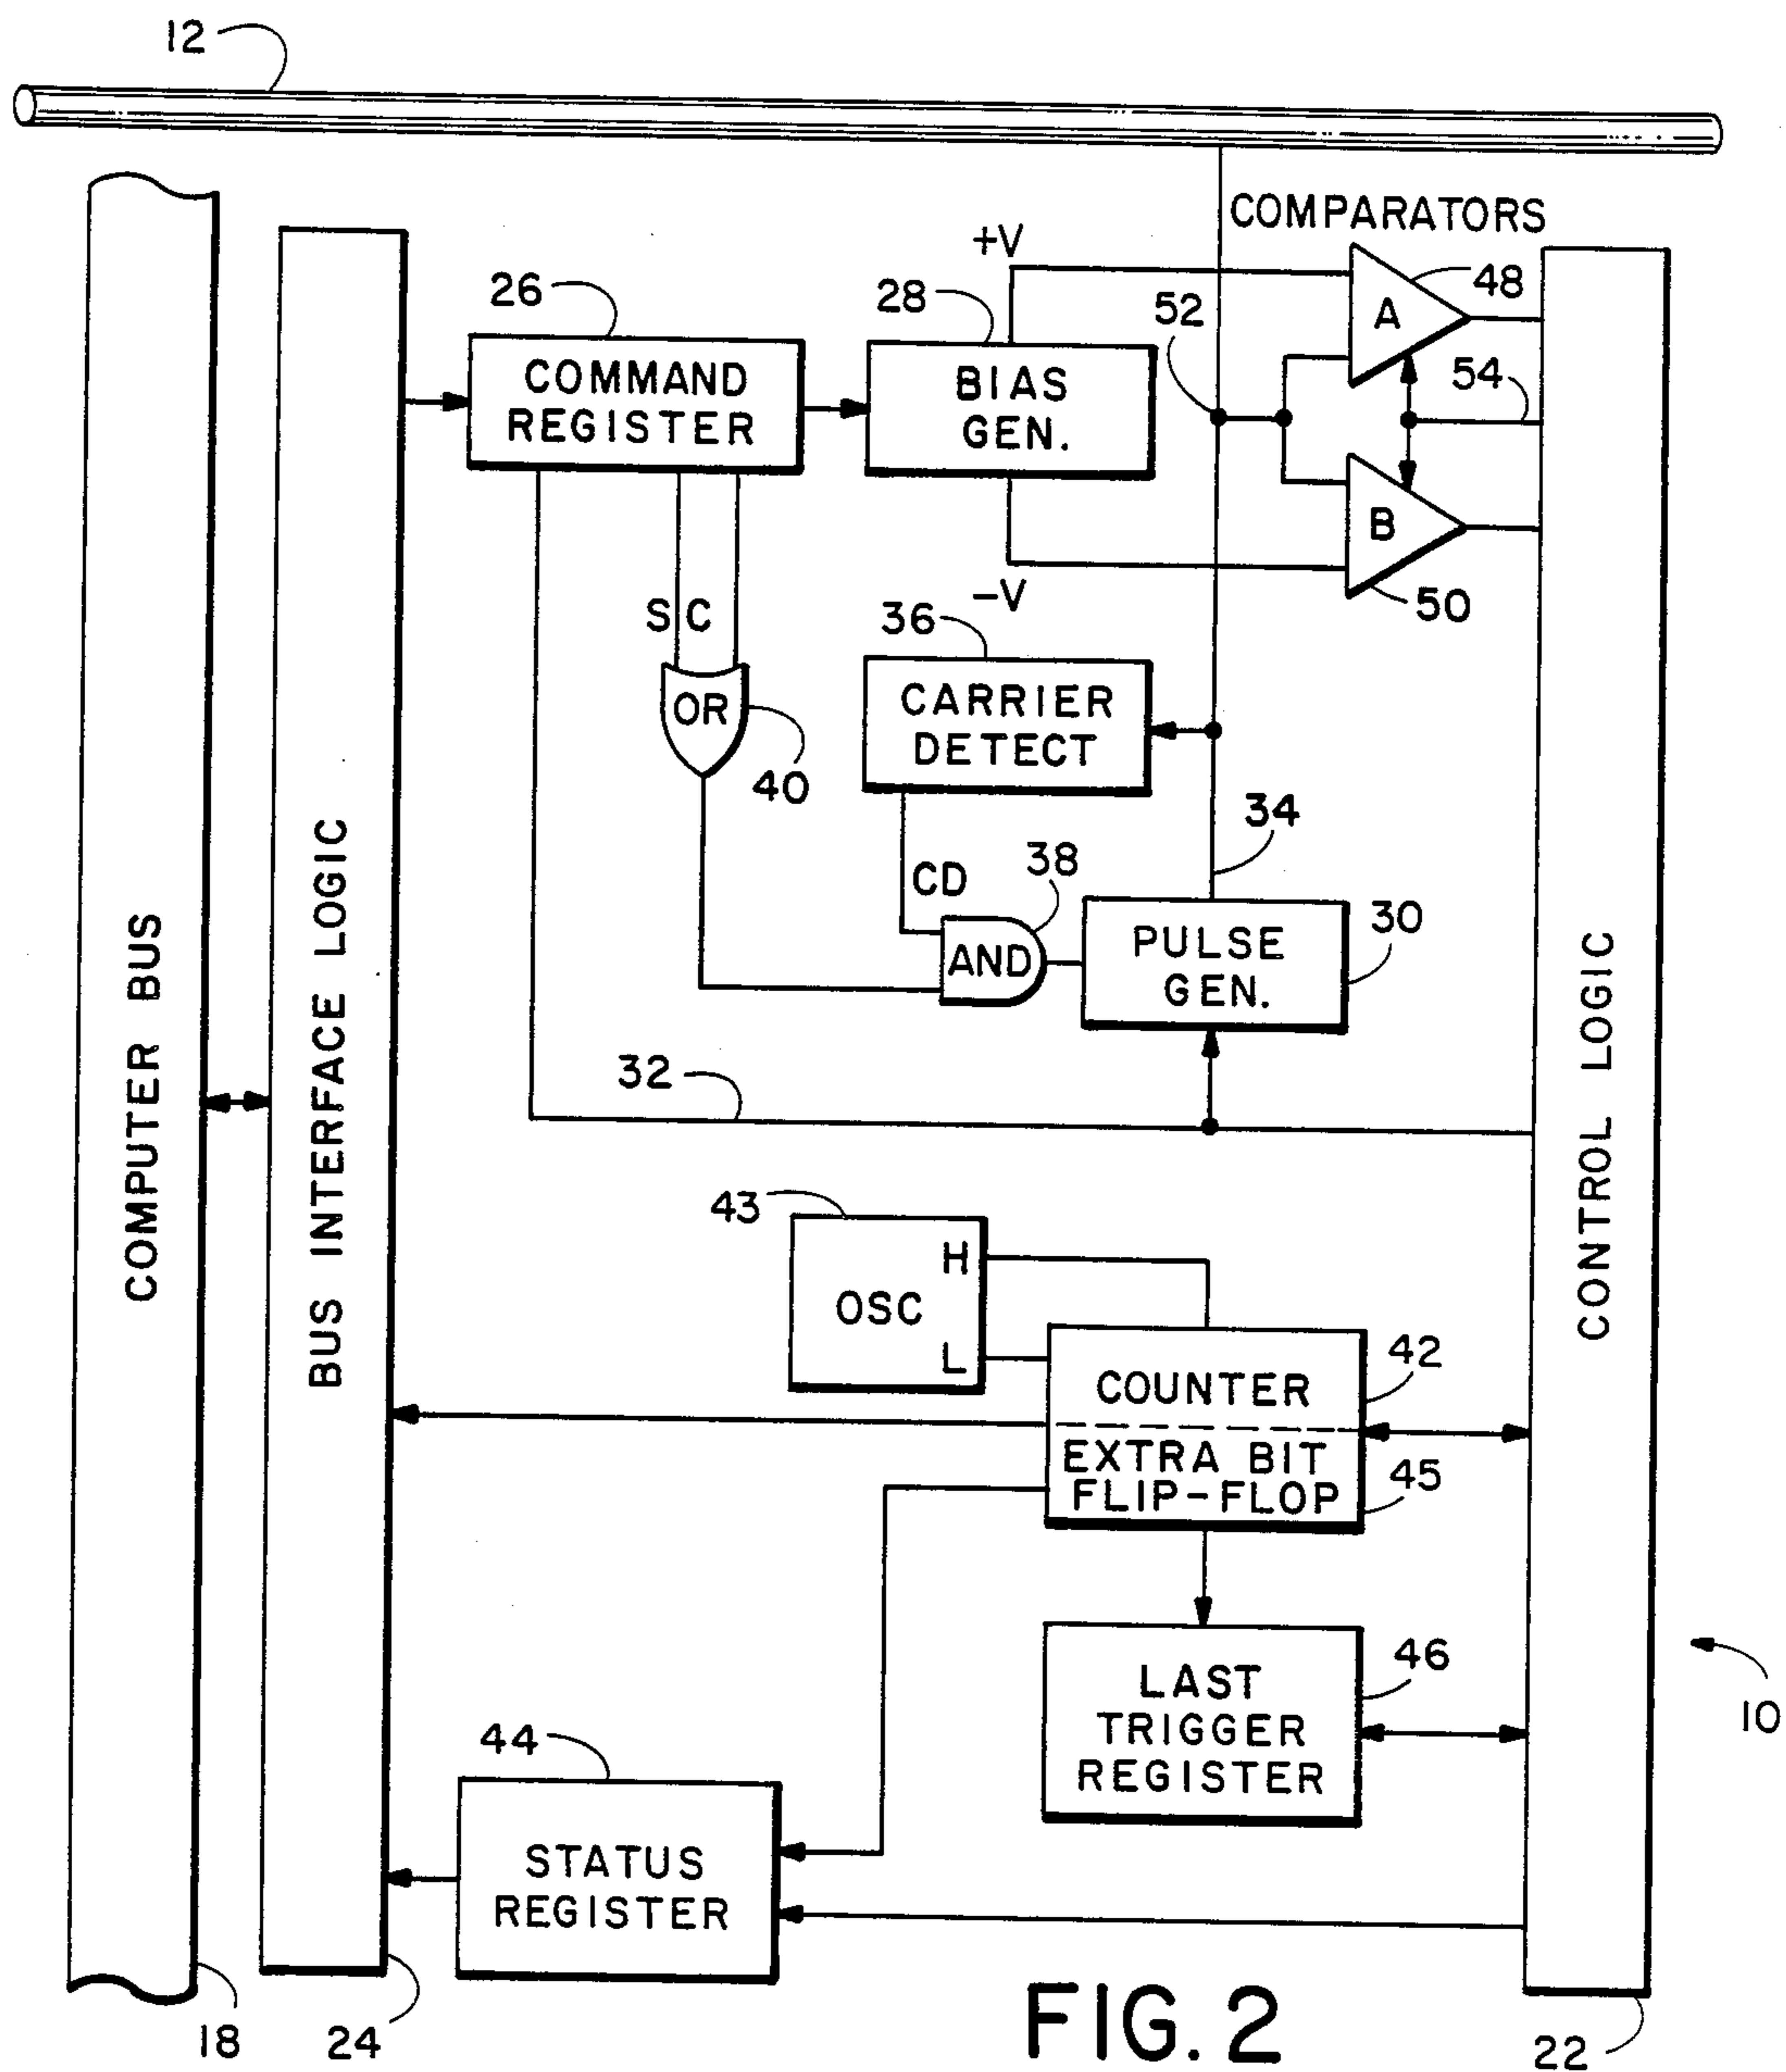 12
COMPARATORS
+V
48
A
26
28
52
COMMAND
REGISTER
BIAS
GEN.
54
B
-V
50
S C
36
OR
CARRIER
DETECT
40
34
CD
38
AND
PULSE
GEN.
30
32
COMPUTER BUS
BUS INTERFACE LOGIC
CONTROL LOGIC
43
H
OSC
L
42
COUNTER
EXTRA BIT
FLIP-FLOP
45
46
LAST
TRIGGER
REGISTER
10
44
STATUS
REGISTER
18
24
FIG. 2
22